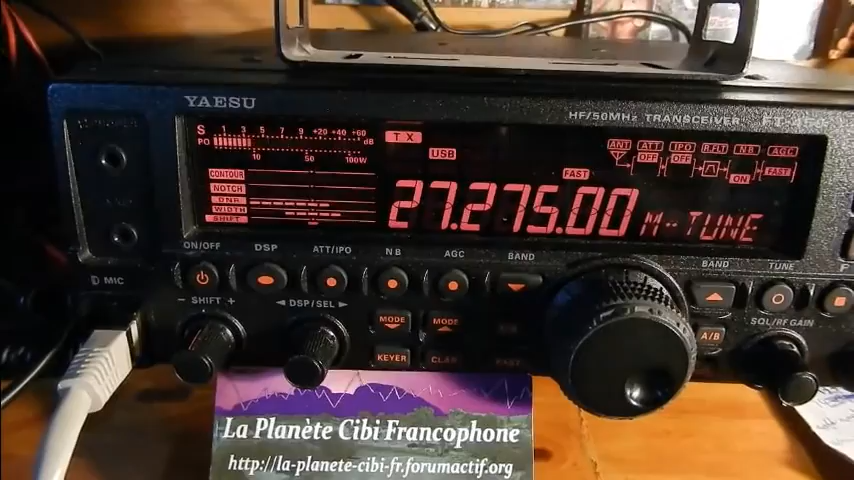 YAESU
HF/50MHz TRANSCEIVER
S 1 3 5 7 9 +20 +40 +60 dB
PO 10 50 100W
TX
USB
FAST
ANT ATT IPO R.FLT NB AGC
OFF OFF ON FAST
CONTOUR
NOTCH
DNR
WIDTH
SHIFT
27.275.00 M-TUNE
ON/OFF DSP ATT/IPO NB AGC BAND BAND TUNE
MIC
- SHIFT + DSP/SEL
MODE MODE
SQL/RF GAIN
A/B
KEYER CLAR FAST
La Planète Cibi Francophone
http://la-planete-cibi-fr.forumactif.org